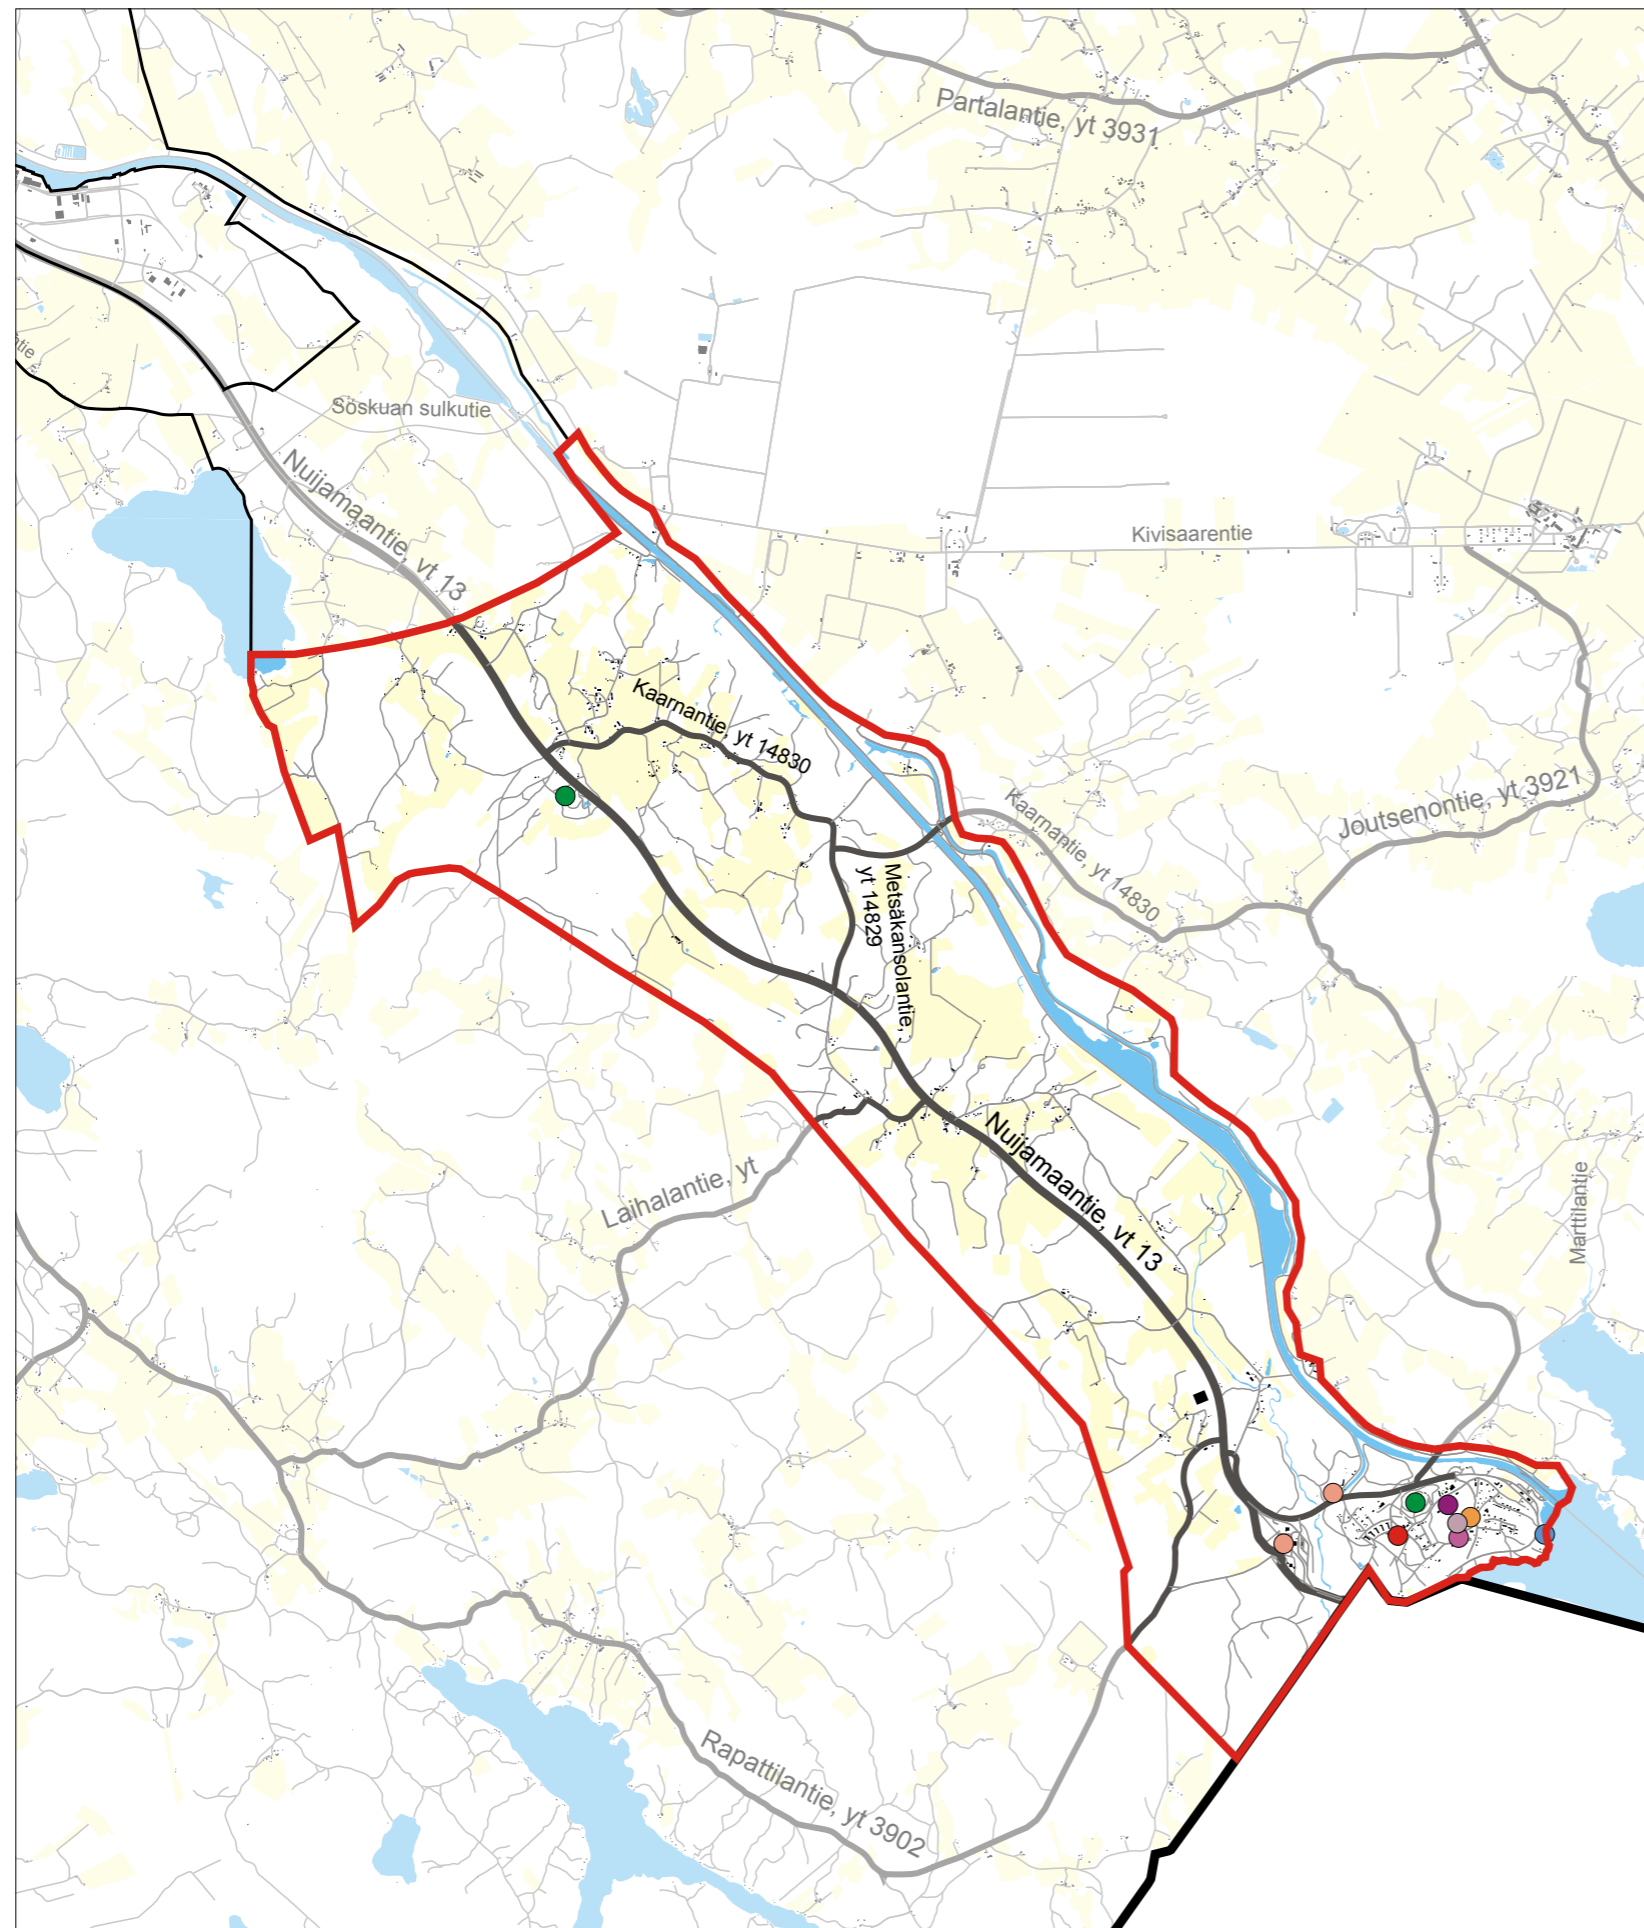 Partalantie, yt 3931
tie
Söskuan sulkutie
Nuijamaantie, vt 13
Kivisaarentie
Kaarnantie, yt 14830
Joutsenontie, yt 3921
Kaarnantie, yt 14830
Metsäkansolantie,
yt 14829
Nuijamaantie, vt 13
Laihalantie, yt
Marttilantie
Rapattilantie, yt 3902